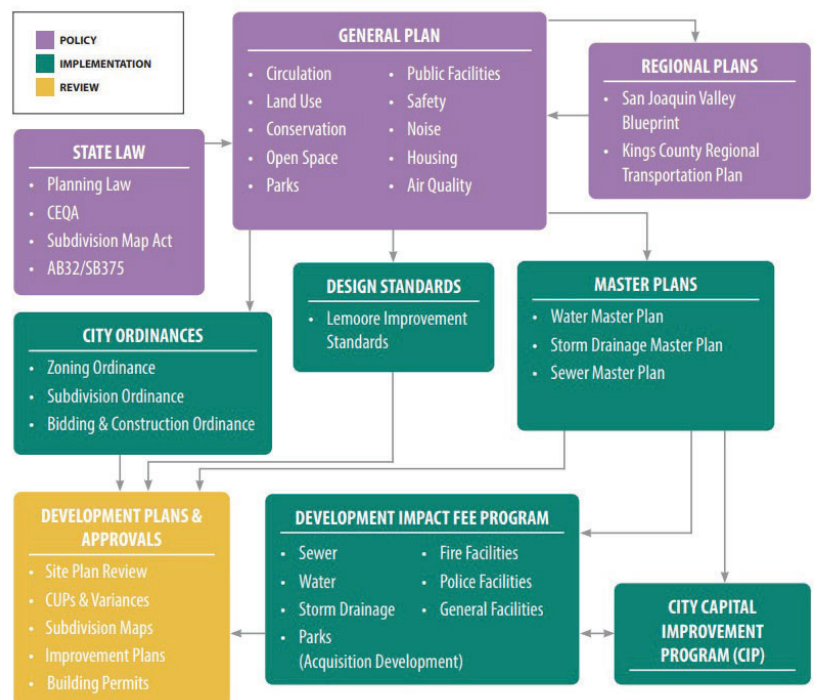 POLICY
IMPLEMENTATION
REVIEW
GENERAL PLAN
• Circulation
• Land Use
• Conservation
• Open Space
• Parks
• Public Facilities
• Safety
• Noise
• Housing
• Air Quality
REGIONAL PLANS
• San Joaquin Valley
Blueprint
• Kings County Regional
Transportation Plan
STATE LAW
• Planning Law
• CEQA
• Subdivision Map Act
• AB32/SB375
DESIGN STANDARDS
• Lemoore Improvement
Standards
MASTER PLANS
• Water Master Plan
• Storm Drainage Master Plan
• Sewer Master Plan
CITY ORDINANCES
• Zoning Ordinance
• Subdivision Ordinance
• Bidding & Construction Ordinance
DEVELOPMENT PLANS &
APPROVALS
• Site Plan Review
• CUPs & Variances
• Subdivision Maps
• Improvement Plans
• Building Permits
DEVELOPMENT IMPACT FEE PROGRAM
• Sewer
• Water
• Storm Drainage
• Parks
(Acquisition Development)
• Fire Facilities
• Police Facilities
• General Facilities
CITY CAPITAL
IMPROVEMENT
PROGRAM (CIP)